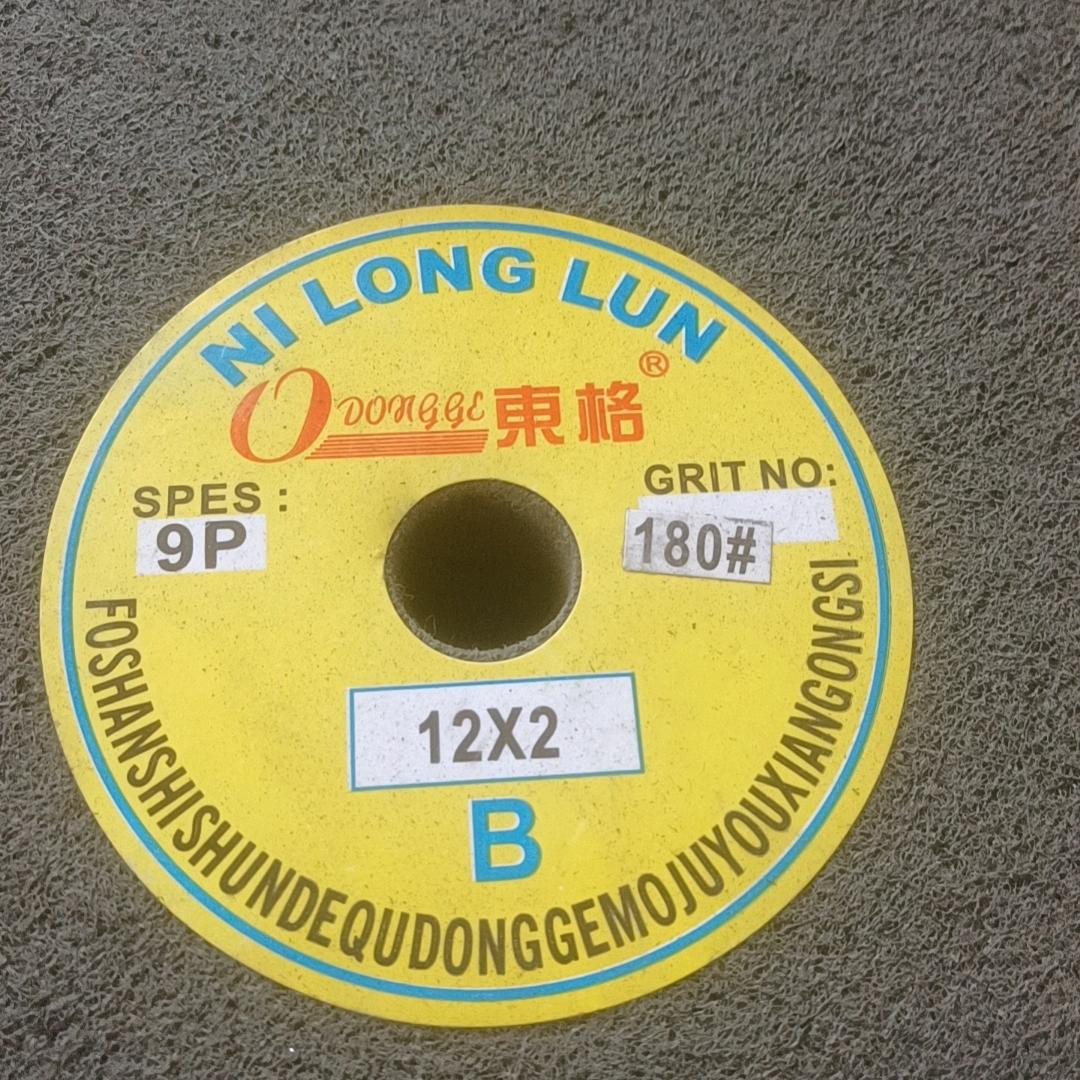 NI LONG LUN
DONGGE 東格®
SPES :
9P
GRIT NO:
180#
12X2
B
FOSHANSHISHUNDEQUDONGGEMOJUYOUXIANGONGSI